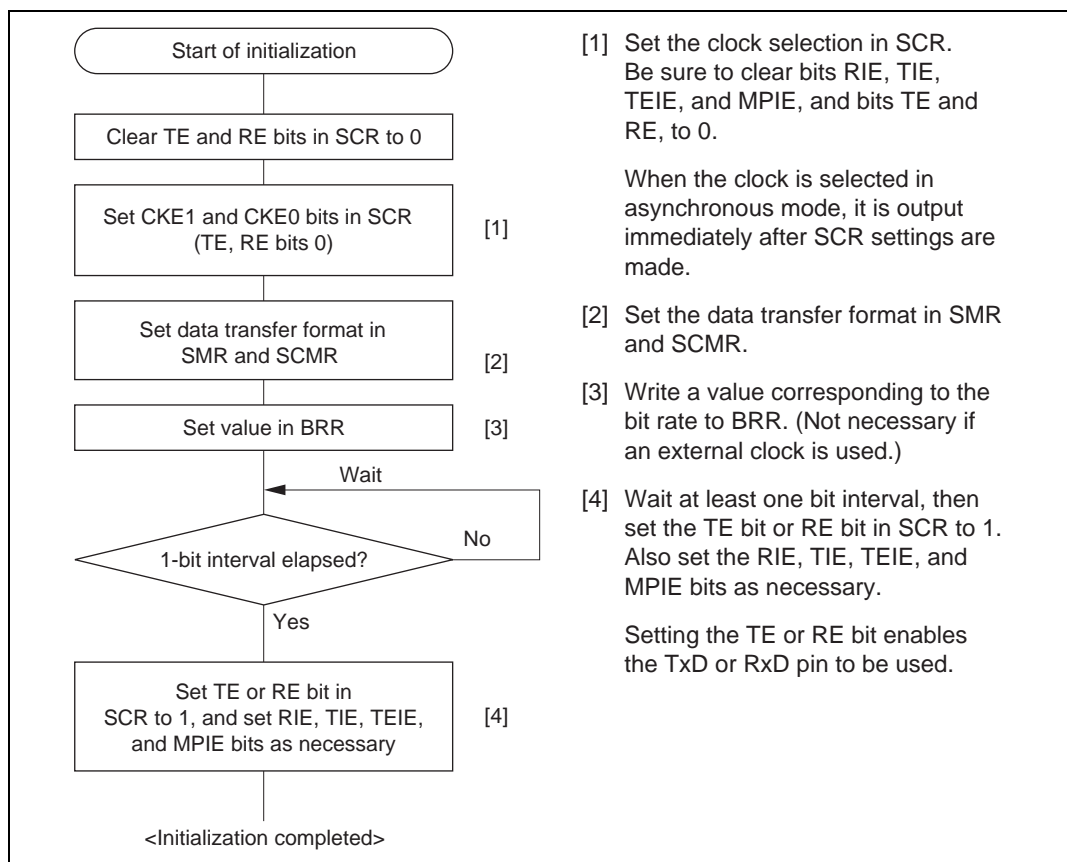 Start of initialization
Clear TE and RE bits in SCR to 0
Set CKE1 and CKE0 bits in SCR
(TE, RE bits 0)
[1]
Set data transfer format in
SMR and SCMR
[2]
Set value in BRR
[3]
Wait
1-bit interval elapsed?
No
Yes
Set TE or RE bit in
SCR to 1, and set RIE, TIE, TEIE,
and MPIE bits as necessary
[4]
<Initialization completed>
[1] Set the clock selection in SCR.
Be sure to clear bits RIE, TIE,
TEIE, and MPIE, and bits TE and
RE, to 0.
When the clock is selected in
asynchronous mode, it is output
immediately after SCR settings are
made.
[2] Set the data transfer format in SMR
and SCMR.
[3] Write a value corresponding to the
bit rate to BRR. (Not necessary if
an external clock is used.)
[4] Wait at least one bit interval, then
set the TE bit or RE bit in SCR to 1.
Also set the RIE, TIE, TEIE, and
MPIE bits as necessary.
Setting the TE or RE bit enables
the TxD or RxD pin to be used.